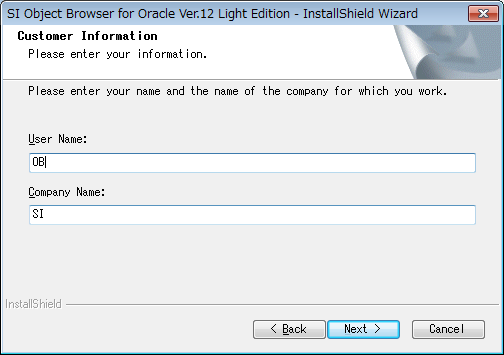 SI Object Browser for Oracle Ver.12 Light Edition - InstallShield Wizard
Customer Information
Please enter your information.
Please enter your name and the name of the company for which you work.
User Name:
OB
Company Name:
SI
InstallShield
< Back
Next >
Cancel